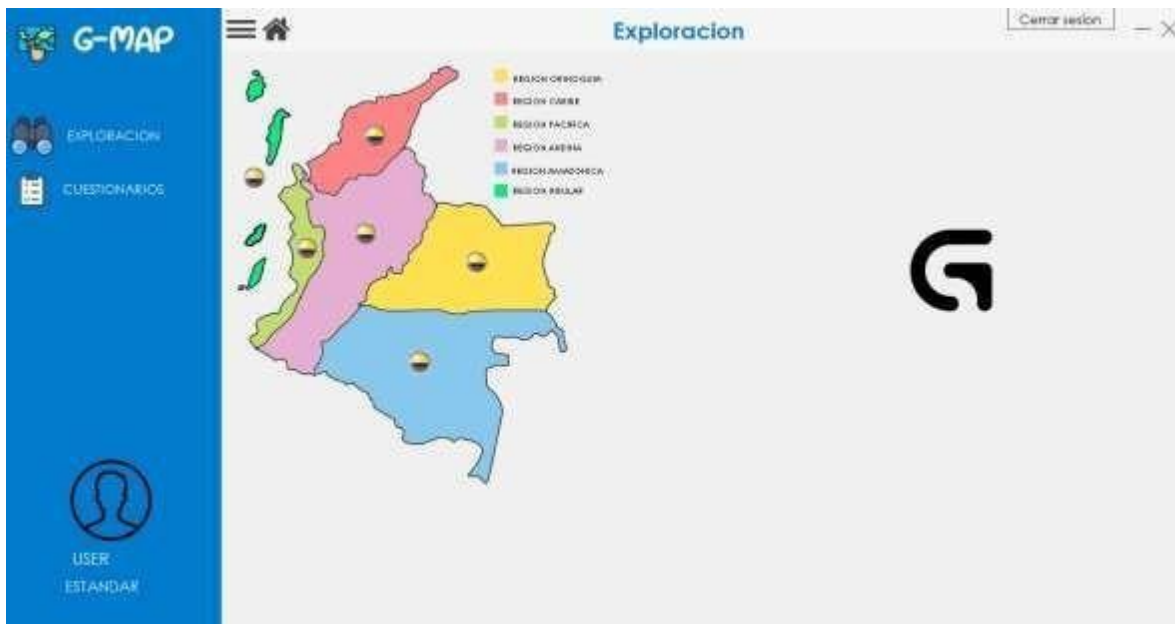 G-MAP
Exploracion
Cerrar sesion
EXPLORACION
CUESTIONARIOS
REGION ORINOQUIA
REGION CARIBE
REGION PACIFICA
REGION ANDINA
REGION AMAZONICA
REGION INSULAR
USER
ESTANDAR